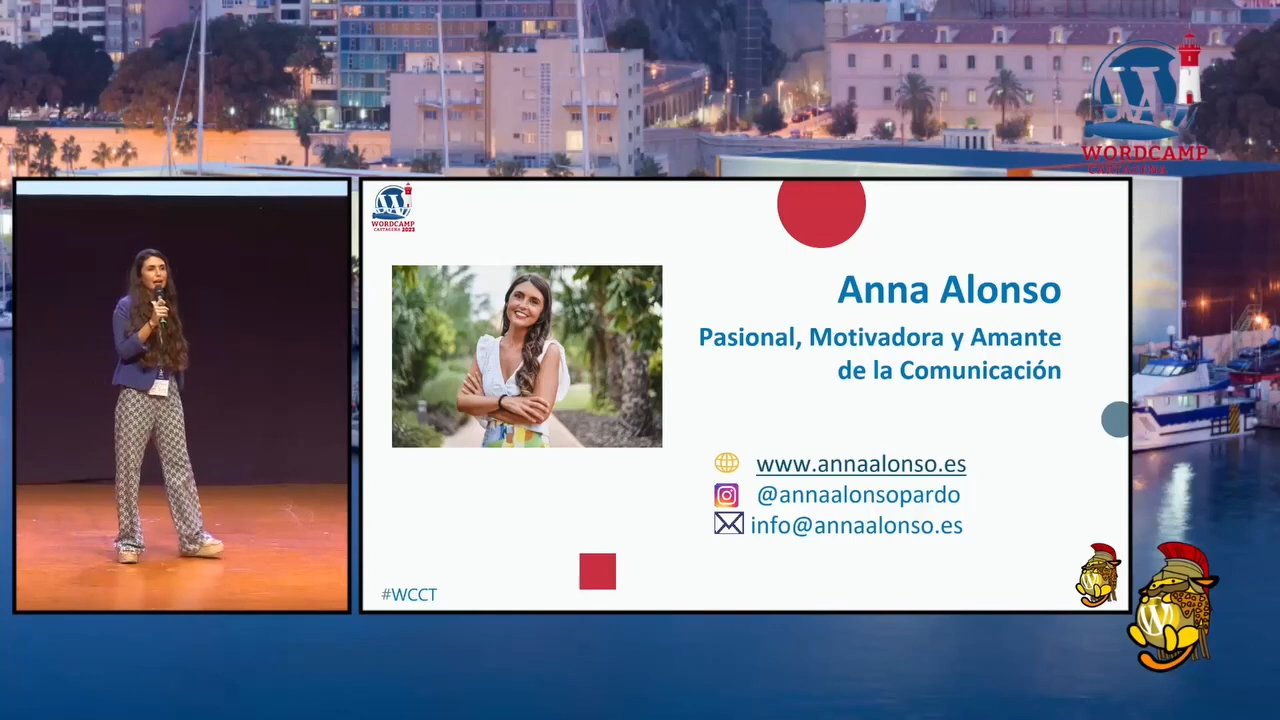 WORDCAMP
CARTAGENA
WORDCAMP
CARTAGENA 2023
Anna Alonso
Pasional, Motivadora y Amante
de la Comunicación
www.annaalonso.es
@annaalonsopardo
info@annaalonso.es
#WCCT